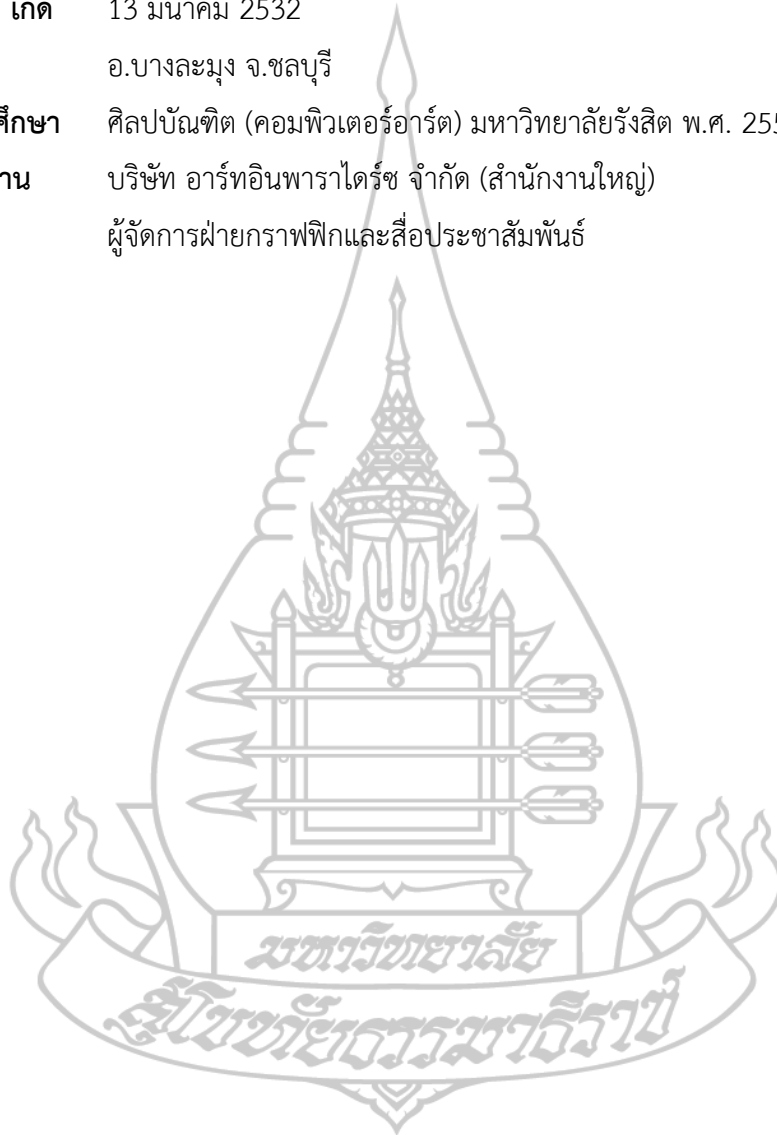 เกิด 13 มีนาคม 2532
อ.บางละมุง จ.ชลบุรี
ศึกษา ศิลปบัณฑิต (คอมพิวเตอร์อาร์ต) มหาวิทยาลัยรังสิต พ.ศ. 255
าน บริษัท อาร์ทอินพาราไดร์ซ จำกัด (สำนักงานใหญ่)
ผู้จัดการฝ่ายกราฟฟิกและสื่อประชาสัมพันธ์
มหาวิทยาลัย
สุโขทัยธรรมาธิราช